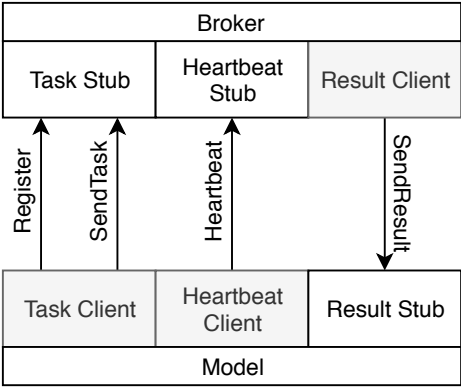 Broker
Task Stub
Heartbeat
Stub
Result Client
Register
SendTask
Heartbeat
SendResult
Task Client
Heartbeat
Client
Result Stub
Model